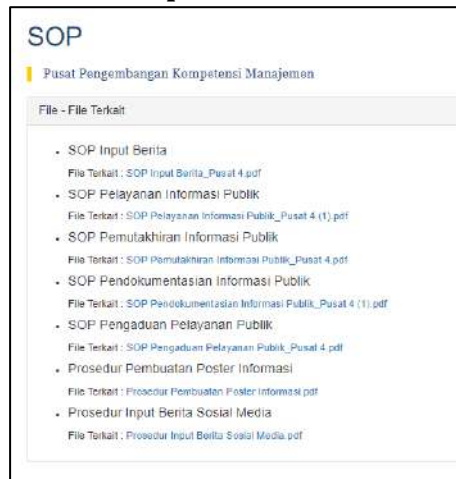 SOP
Pusat Pengembangan Kompetensi Manajemen
File - File Terkait
SOP Input Berita
File Terkait : SOP Input Berita_Pusat 4.pdf
SOP Pelayanan Informasi Publik
File Terkait : SOP Pelayanan Informasi Publik_Pusat 4 (1).pdf
SOP Pemutakhiran Informasi Publik
File Terkait : SOP Pemutakhiran Informasi Publik_Pusat 4.pdf
SOP Pendokumentasian Informasi Publik
File Terkait : SOP Pendokumentasian Informasi Publik_Pusat 4 (1).pdf
SOP Pengaduan Pelayanan Publik
File Terkait : SOP Pengaduan Pelayanan Publik_Pusat 4.pdf
Prosedur Pembuatan Poster Informasi
File Terkait : Prosedur Pembuatan Poster Informasi.pdf
Prosedur Input Berita Sosial Media
File Terkait : Prosedur Input Berita Sosial Media.pdf